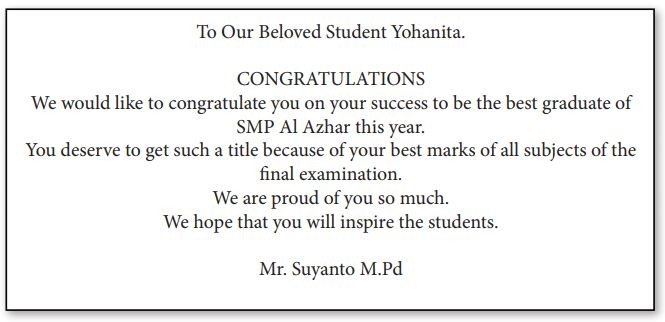 To Our Beloved Student Yohanita.
CONGRATULATIONS
We would like to congratulate you on your success to be the best graduate of
SMP Al Azhar this year.
You deserve to get such a title because of your best marks of all subjects of the
final examination.
We are proud of you so much.
We hope that you will inspire the students.
Mr. Suyanto M.Pd